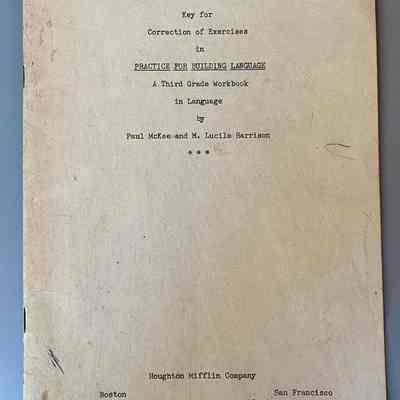 Key for
Correction of Exercises
in
PRACTICE FOR BUILDING LANGUAGE
A Third Grade Workbook
in Language
by
Paul McKee and M. Lucile Harrison
* * *
Houghton Mifflin Company
Boston San Francisco